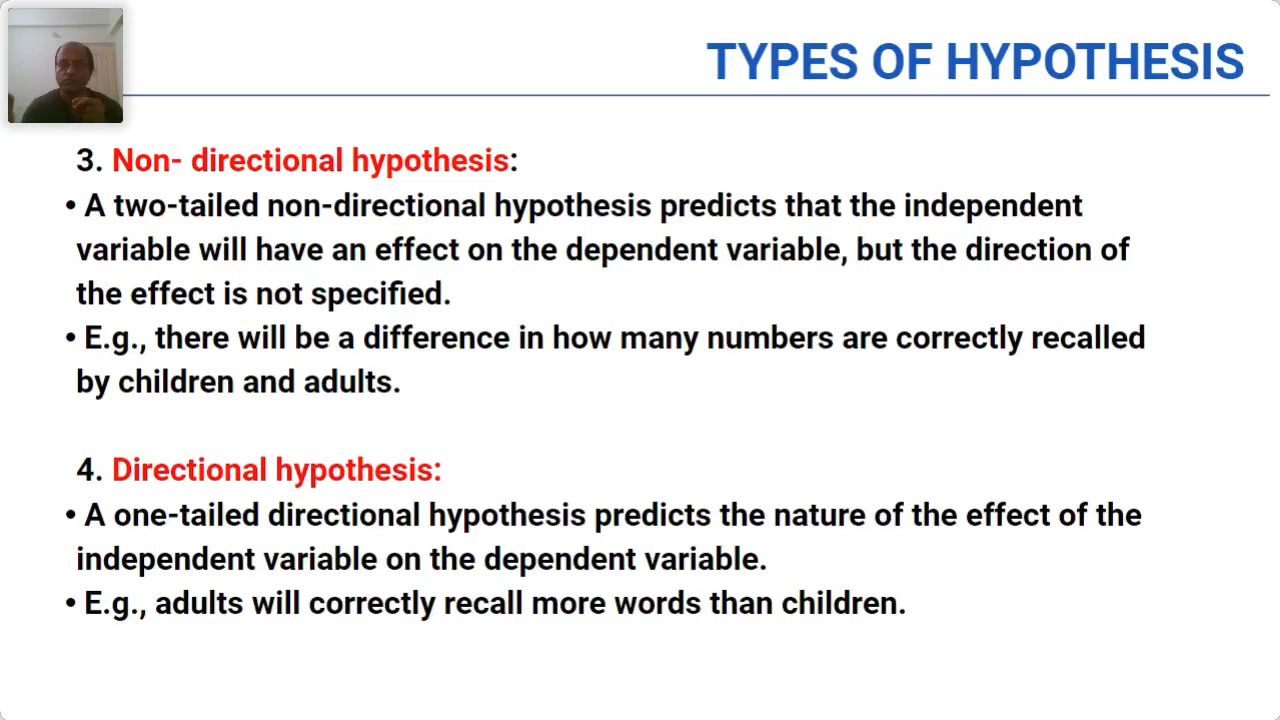 TYPES OF HYPOTHESIS
3. Non- directional hypothesis:
• A two-tailed non-directional hypothesis predicts that the independent
variable will have an effect on the dependent variable, but the direction of
the effect is not specified.
• E.g., there will be a difference in how many numbers are correctly recalled
by children and adults.
4. Directional hypothesis:
• A one-tailed directional hypothesis predicts the nature of the effect of the
independent variable on the dependent variable.
• E.g., adults will correctly recall more words than children.